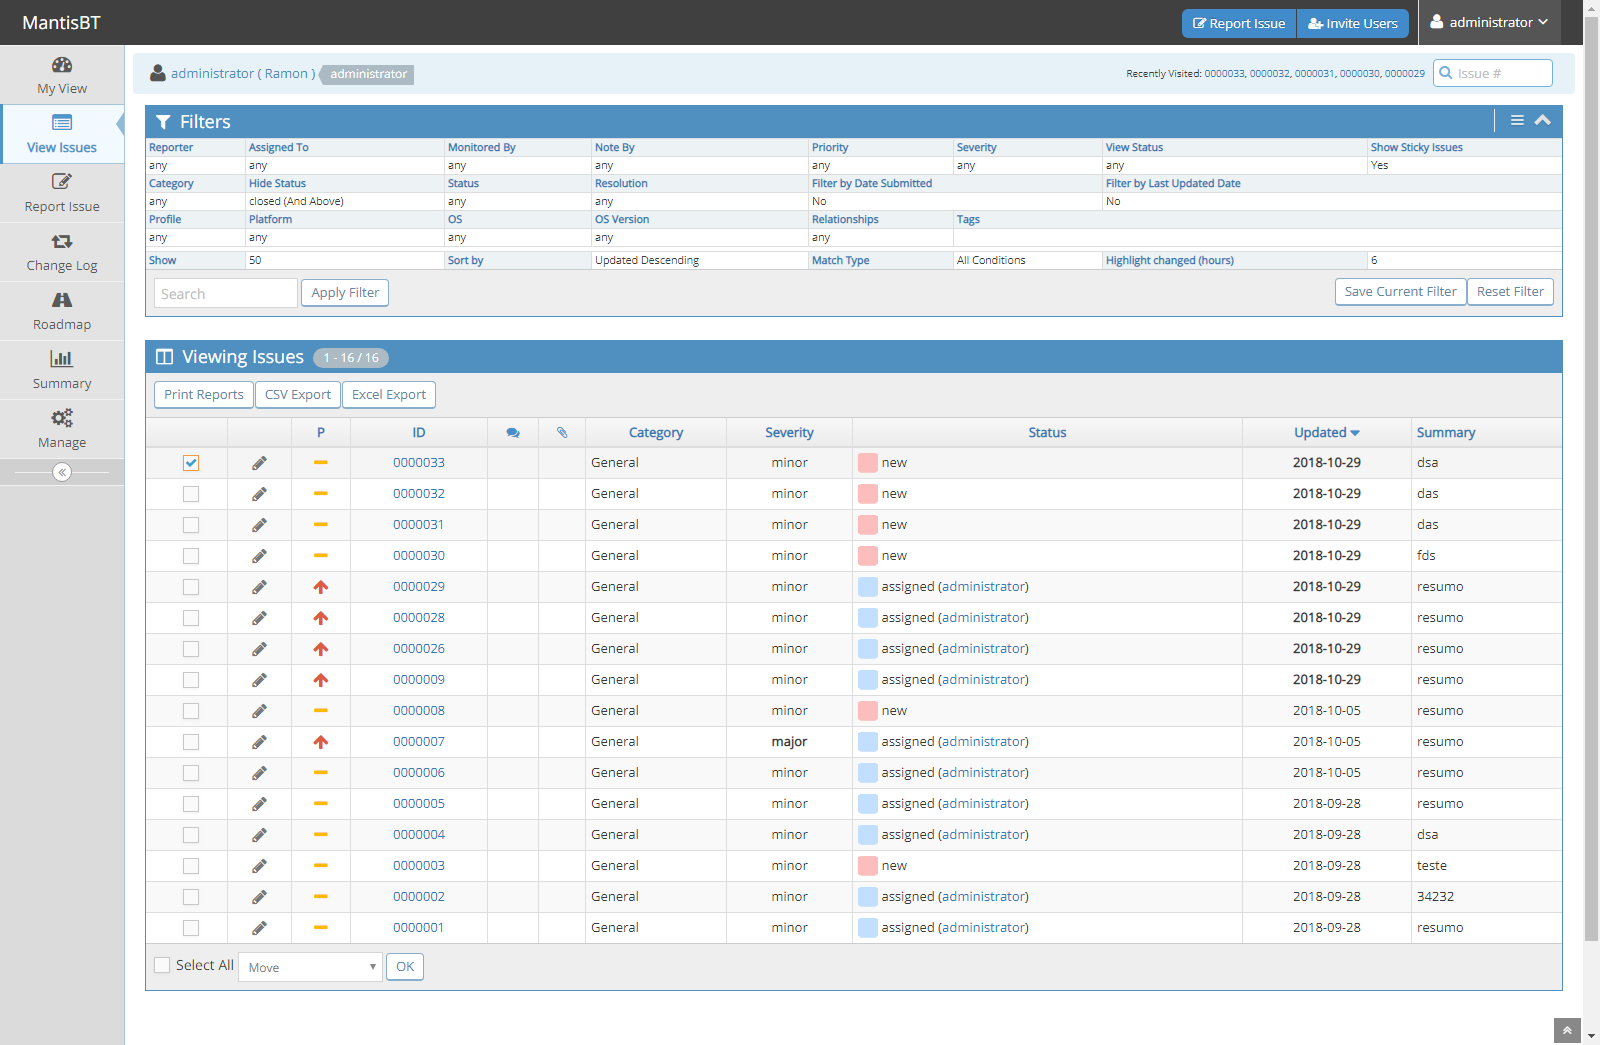 MantisBT
Report Issue Invite Users administrator
My View
View Issues
Report Issue
Change Log
Roadmap
Summary
Manage
administrator ( Ramon ) administrator
Recently Visited: 0000033, 0000032, 0000031, 0000030, 0000029 Issue #
Filters
Reporter Assigned To Monitored By Note By Priority Severity View Status Show Sticky Issues
any any any any any any any Yes
Category Hide Status Status Resolution Filter by Date Submitted Filter by Last Updated Date
any closed (And Above) any any No No
Profile Platform OS OS Version Relationships Tags
any any any any any
Show 50 Sort by Updated Descending Match Type All Conditions Highlight changed (hours) 6
Search Apply Filter Save Current Filter Reset Filter
Viewing Issues 1 - 16 / 16
Print Reports CSV Export Excel Export
P ID Category Severity Status Updated Summary
0000033 General minor new 2018-10-29 dsa
0000032 General minor new 2018-10-29 das
0000031 General minor new 2018-10-29 das
0000030 General minor new 2018-10-29 fds
0000029 General minor assigned (administrator) 2018-10-29 resumo
0000028 General minor assigned (administrator) 2018-10-29 resumo
0000026 General minor assigned (administrator) 2018-10-29 resumo
0000009 General minor assigned (administrator) 2018-10-29 resumo
0000008 General minor new 2018-10-05 resumo
0000007 General major assigned (administrator) 2018-10-05 resumo
0000006 General minor assigned (administrator) 2018-10-05 resumo
0000005 General minor assigned (administrator) 2018-09-28 resumo
0000004 General minor assigned (administrator) 2018-09-28 dsa
0000003 General minor new 2018-09-28 teste
0000002 General minor assigned (administrator) 2018-09-28 34232
0000001 General minor assigned (administrator) 2018-09-28 resumo
Select All Move OK